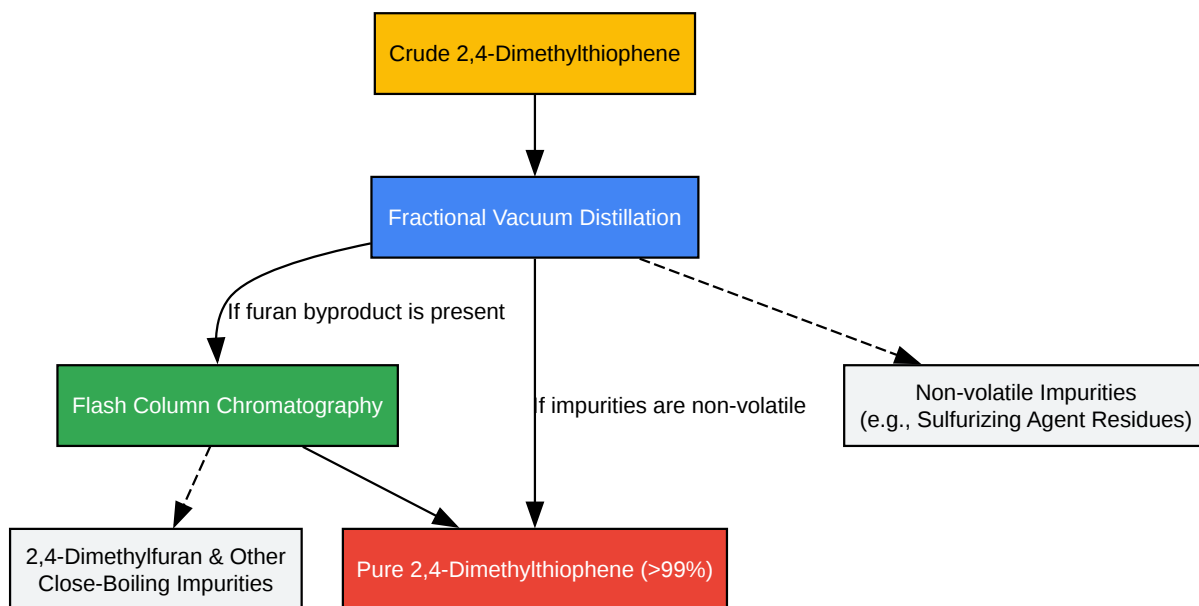 Crude 2,4-Dimethylthiophene
Fractional Vacuum Distillation
If furan byproduct is present
Flash Column Chromatography
If impurities are non-volatile
Non-volatile Impurities
(e.g., Sulfurizing Agent Residues)
2,4-Dimethylfuran & Other
Close-Boiling Impurities
Pure 2,4-Dimethylthiophene (>99%)